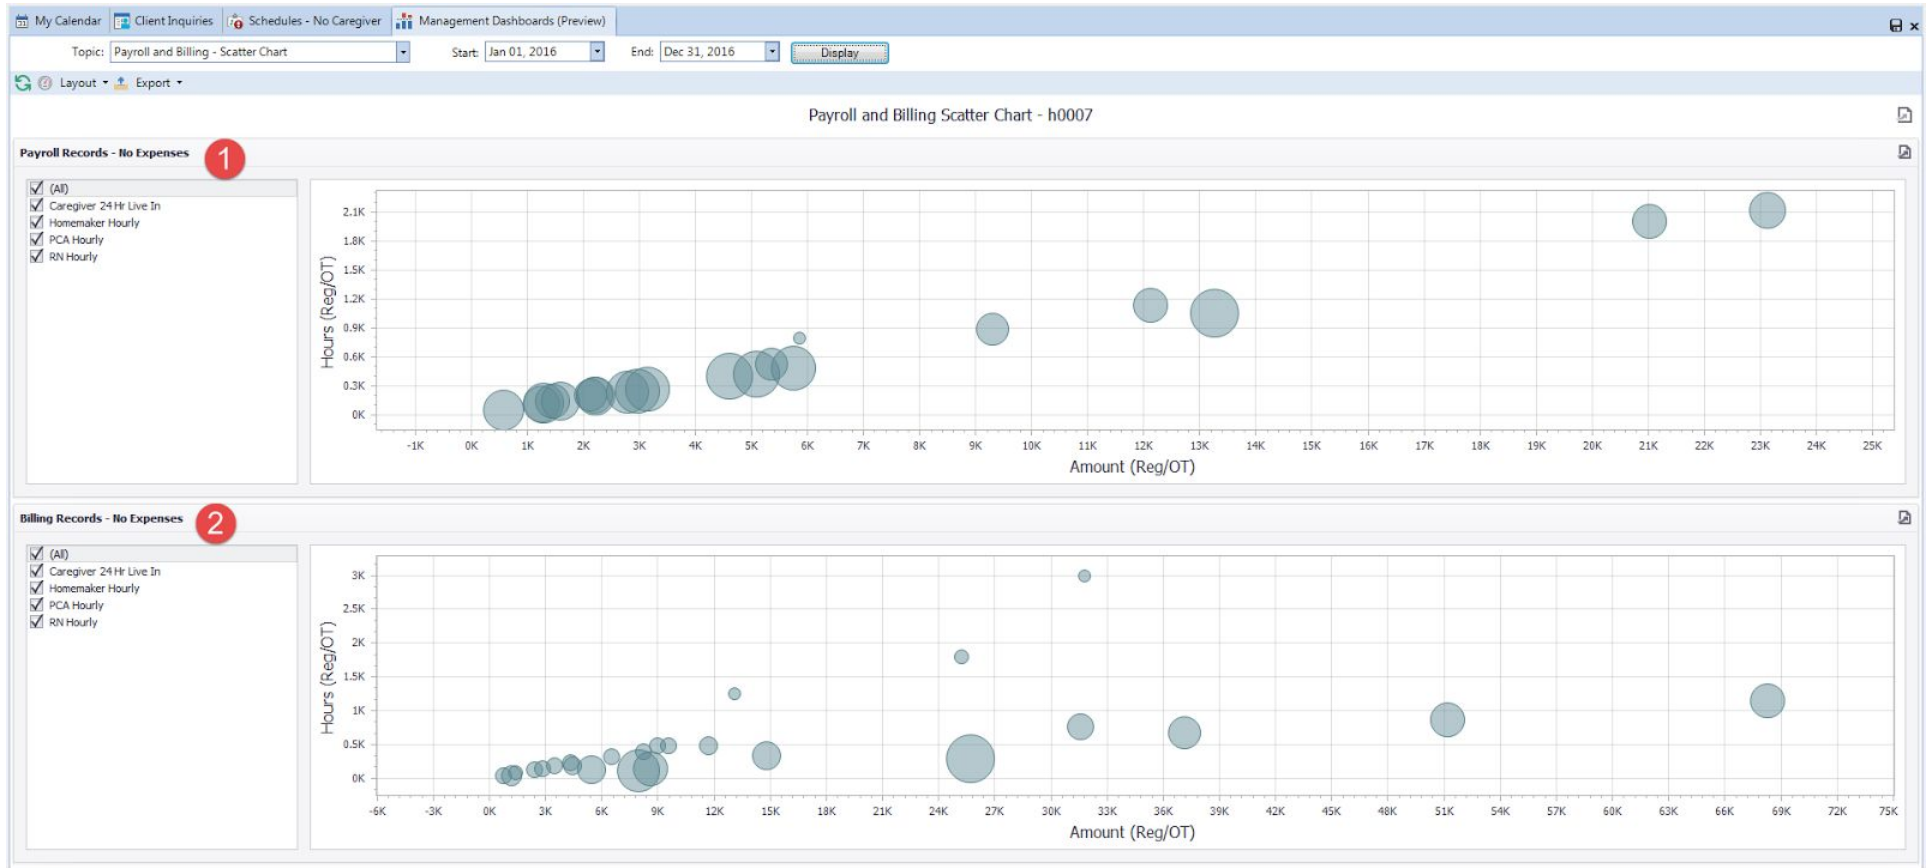 My Calendar Client Inquiries Schedules - No Caregiver Management Dashboards (Preview)
Topic: Payroll and Billing - Scatter Chart Start: Jan 01, 2016 End: Dec 31, 2016 Display
Layout Export
Payroll and Billing Scatter Chart - h0007
Payroll Records - No Expenses 1
(All)
Caregiver 24 Hr Live In
Homemaker Hourly
PCA Hourly
RN Hourly
Hours (Reg/OT)
2.1K
1.8K
1.5K
1.2K
0.9K
0.6K
0.3K
0K
-1K 0K 1K 2K 3K 4K 5K 6K 7K 8K 9K 10K 11K 12K 13K 14K 15K 16K 17K 18K 19K 20K 21K 22K 23K 24K 25K
Amount (Reg/OT)
Billing Records - No Expenses 2
(All)
Caregiver 24 Hr Live In
Homemaker Hourly
PCA Hourly
RN Hourly
Hours (Reg/OT)
3K
2.5K
2K
1.5K
1K
0.5K
0K
-6K -3K 0K 3K 6K 9K 12K 15K 18K 21K 24K 27K 30K 33K 36K 39K 42K 45K 48K 51K 54K 57K 60K 63K 66K 69K 72K 75K
Amount (Reg/OT)